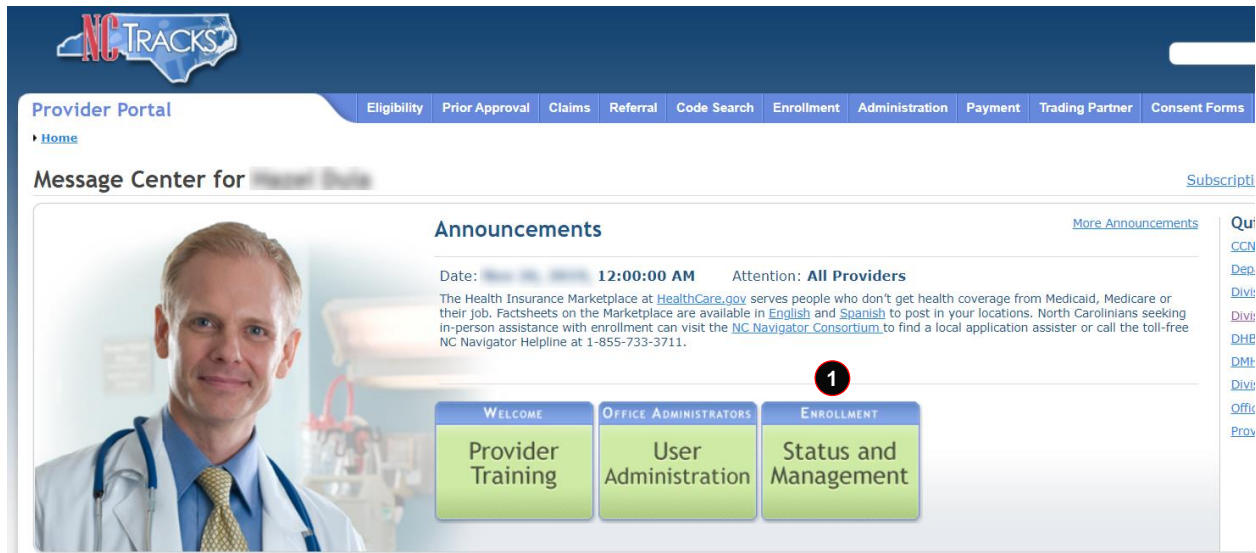 NCTRACKS
Provider Portal
Eligibility Prior Approval Claims Referral Code Search Enrollment Administration Payment Trading Partner Consent Forms
Home
Message Center for
Subscripti
Announcements
More Announcements
Date: 12:00:00 AM Attention: All Providers
The Health Insurance Marketplace at HealthCare.gov serves people who don't get health coverage from Medicaid, Medicare or
their job. Factsheets on the Marketplace are available in English and Spanish to post in your locations. North Carolinians seeking
in-person assistance with enrollment can visit the NC Navigator Consortium to find a local application assister or call the toll-free
NC Navigator Helpline at 1-855-733-3711.
1
WELCOME
Provider
Training
OFFICE ADMINISTRATORS
User
Administration
ENROLLMENT
Status and
Management
Qui
CCN
Dep
Divis
Divis
DHB
DMH
Divis
Offic
Prov